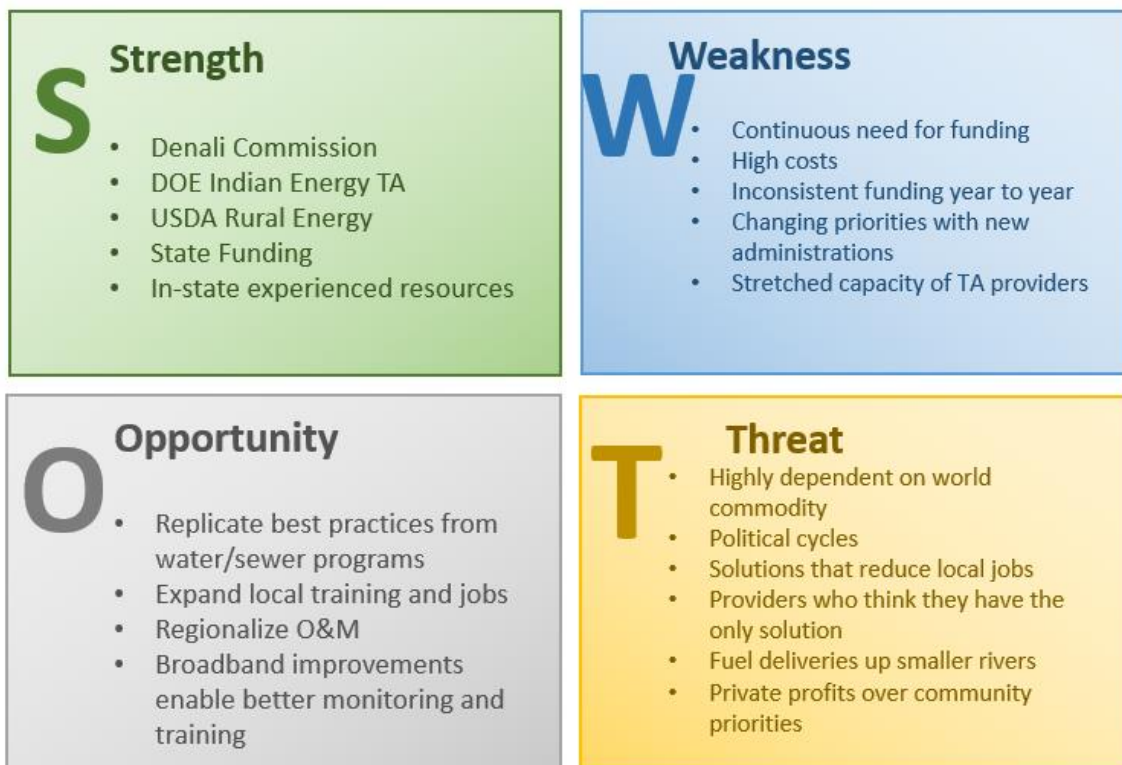 S
Strength
• Denali Commission
• DOE Indian Energy TA
• USDA Rural Energy
• State Funding
• In-state experienced resources
W
Weakness
• Continuous need for funding
• High costs
• Inconsistent funding year to year
• Changing priorities with new
administrations
• Stretched capacity of TA providers
O
Opportunity
• Replicate best practices from
water/sewer programs
• Expand local training and jobs
• Regionalize O&M
• Broadband improvements
enable better monitoring and
training
T
Threat
• Highly dependent on world
commodity
• Political cycles
• Solutions that reduce local jobs
• Providers who think they have the
only solution
• Fuel deliveries up smaller rivers
• Private profits over community
priorities